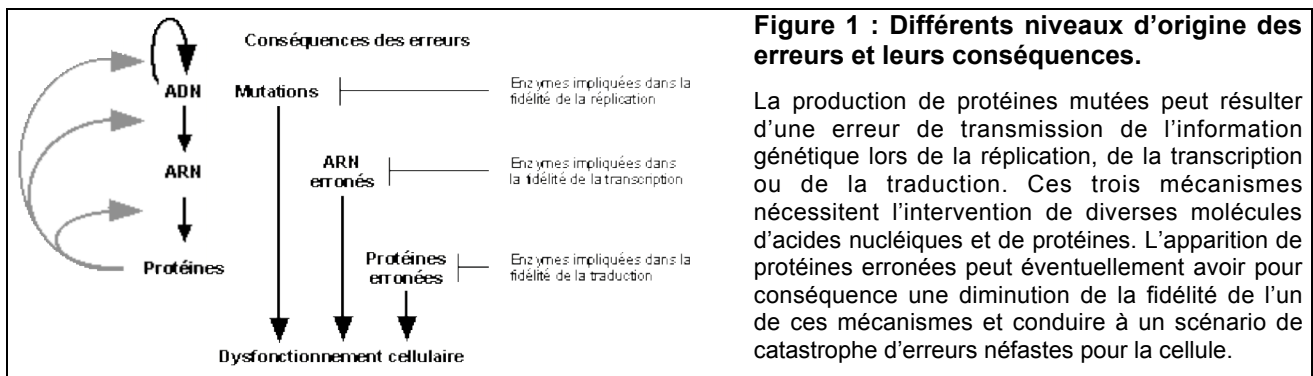 Conséquences des erreurs
ADN
Mutations
Enzymes impliquées dans la
fidélité de la réplication
ARN
ARN
erronés
Enzymes impliquées dans
la fidélité de la transcription
Protéines
Protéines
erronées
Enzymes impliquées dans la
fidélité de la traduction
Dysfonctionnement cellulaire
Figure 1 : Différents niveaux d’origine des
erreurs et leurs conséquences.
La production de protéines mutées peut résulter
d’une erreur de transmission de l’information
génétique lors de la réplication, de la transcription
ou de la traduction. Ces trois mécanismes
nécessitent l’intervention de diverses molécules
d’acides nucléiques et de protéines. L’apparition de
protéines erronées peut éventuellement avoir pour
conséquence une diminution de la fidélité de l’un
de ces mécanismes et conduire à un scénario de
catastrophe d’erreurs néfastes pour la cellule.